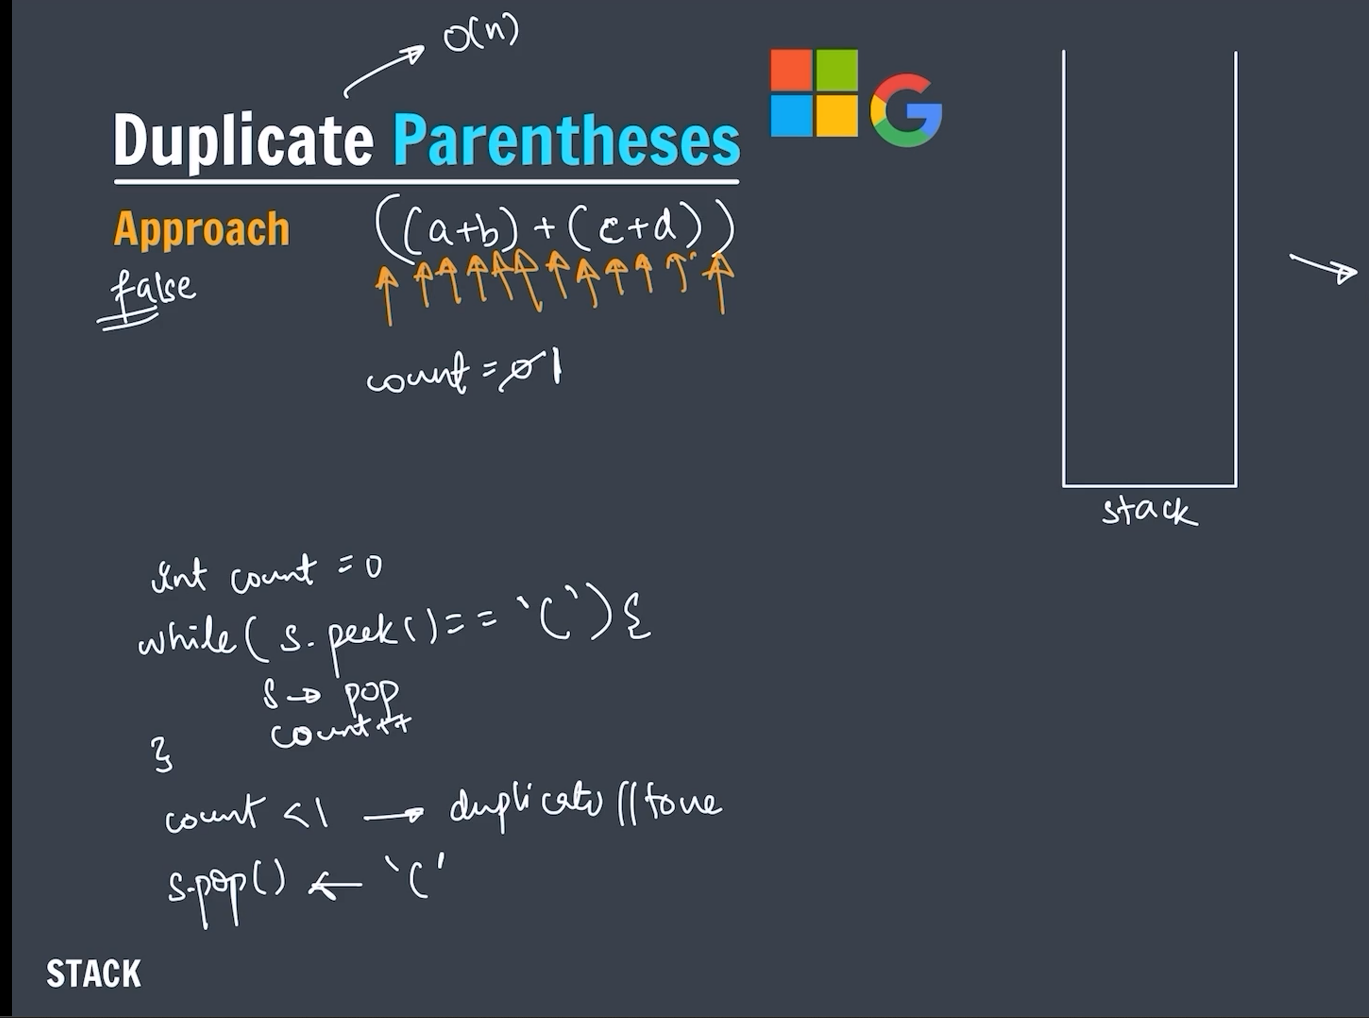 O(n)
Duplicate Parentheses
Approach ((a+b)+(c+d))
false
count = 0 1
stack
int count = 0
while( s.peek()== '('){
s → pop
count++
}
count <1 → duplicate //true
s.pop() ← '('
STACK